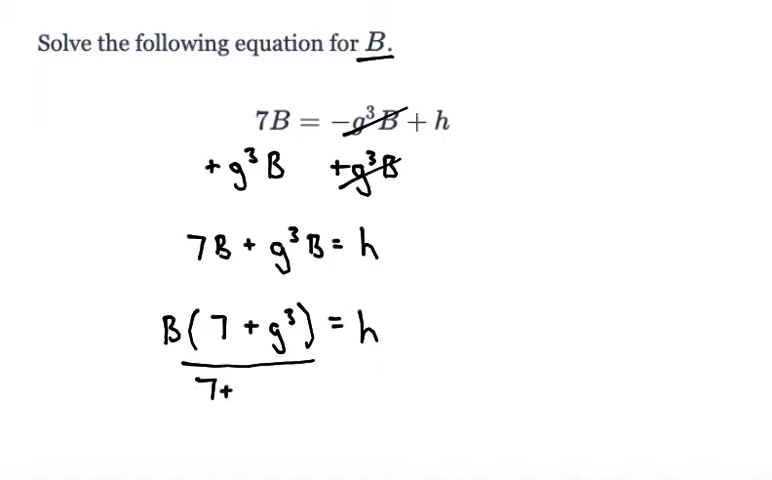 Solve the following equation for B.
7B = −g³B + h
+g³B +g³B
7B + g³B = h
B(7 + g³) = h
7+